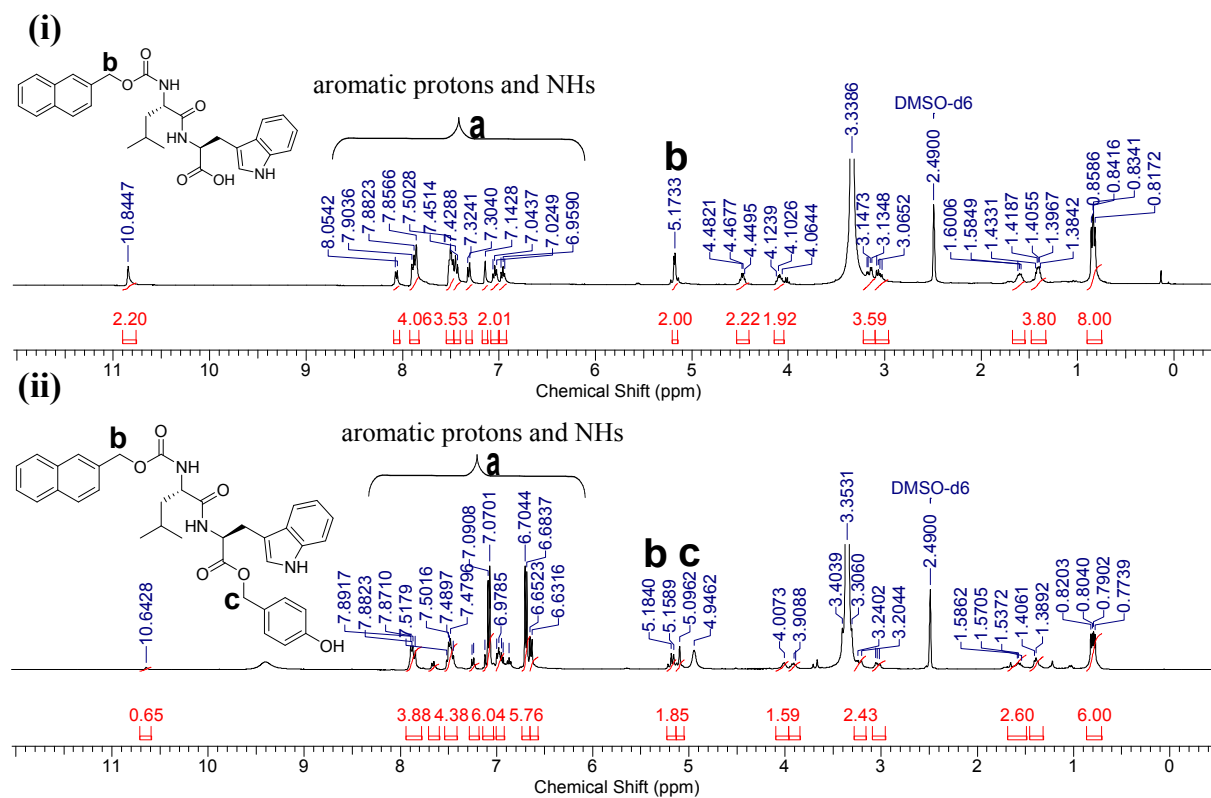 (i)
b
O
O
N
H
O
N
H
O
OH
NH
aromatic protons and NHs
a
b
DMSO-d6
10.8447
8.0542
7.9036
7.8823
7.8566
7.5028
7.4514
7.4288
7.3241
7.3040
7.1428
7.0437
7.0249
6.9590
5.1733
4.4821
4.4677
4.4495
4.1239
4.1026
4.0644
3.3386
3.1473
3.1348
3.0652
2.4900
1.6006
1.5849
1.4331
1.4187
1.4055
1.3967
1.3842
0.8586
0.8416
0.8341
0.8172
2.20 4.06 3.53 2.01 2.00 2.22 1.92 3.59 3.80 8.00
11 10 9 8 7 6 5 4 3 2 1 0
Chemical Shift (ppm)
(ii)
b
O
O
N
H
O
N
H
O
O
NH
c
OH
aromatic protons and NHs
a
b c
DMSO-d6
10.6428
7.8917
7.8823
7.8710
7.5179
7.5016
7.4897
7.4796
7.0908
7.0701
6.9785
6.7044
6.6837
6.6523
6.6316
5.1840
5.1589
5.0962
4.9462
4.0073
3.9088
3.4039
3.3531
3.3060
3.2402
3.2044
2.4900
1.5862
1.5705
1.5372
1.4061
1.3892
0.8203
0.8040
0.7902
0.7739
0.65 3.88 4.38 6.04 5.76 1.85 1.59 2.43 2.60 6.00
11 10 9 8 7 6 5 4 3 2 1 0
Chemical Shift (ppm)